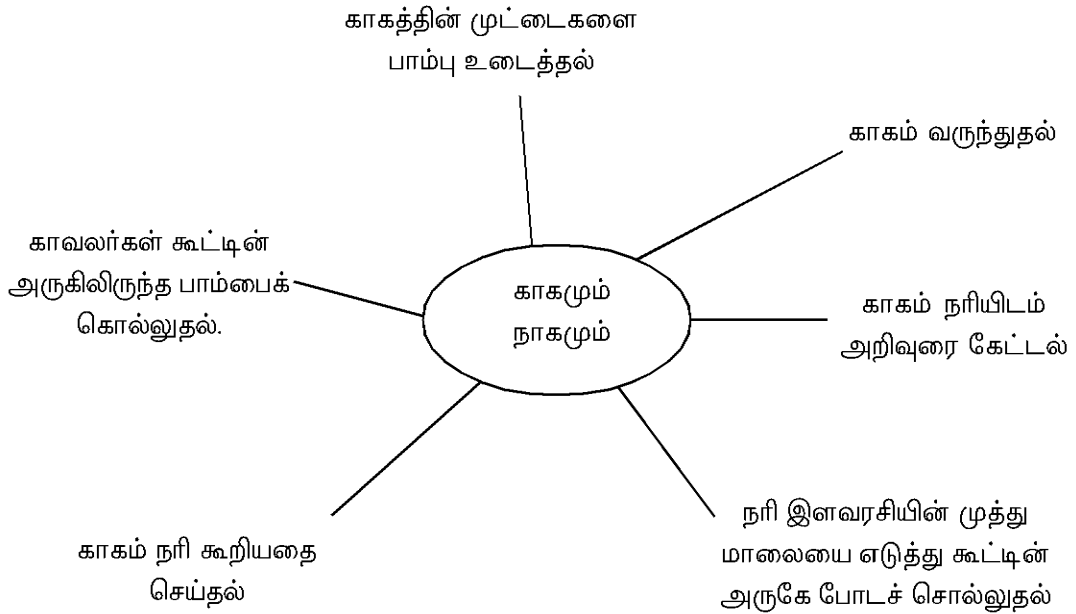 காகத்தின் முட்டைகளை
பாம்பு உடைத்தல்
காகம் வருந்துதல்
காவலர்கள் கூட்டின்
அருகிலிருந்த பாம்பைக்
கொல்லுதல்.
காகமும்
நாகமும்
காகம் நரியிடம்
அறிவுரை கேட்டல்
காகம் நரி கூறியதை
செய்தல்
நரி இளவரசியின் முத்து
மாலையை எடுத்து கூட்டின்
அருகே போடச் சொல்லுதல்